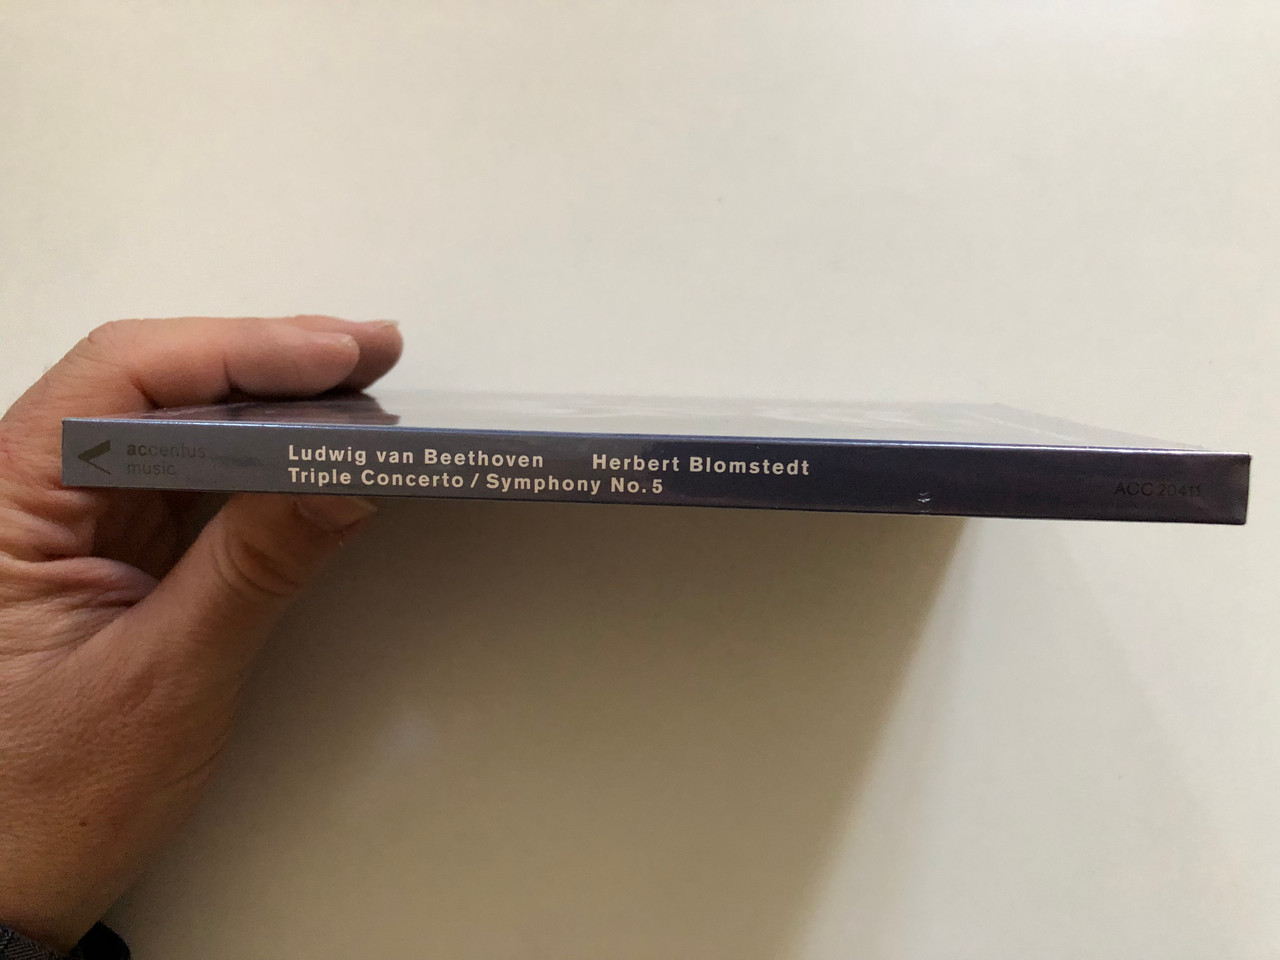 accentus
music
Ludwig van Beethoven Herbert Blomstedt
Triple Concerto / Symphony No. 5
ACC 20411